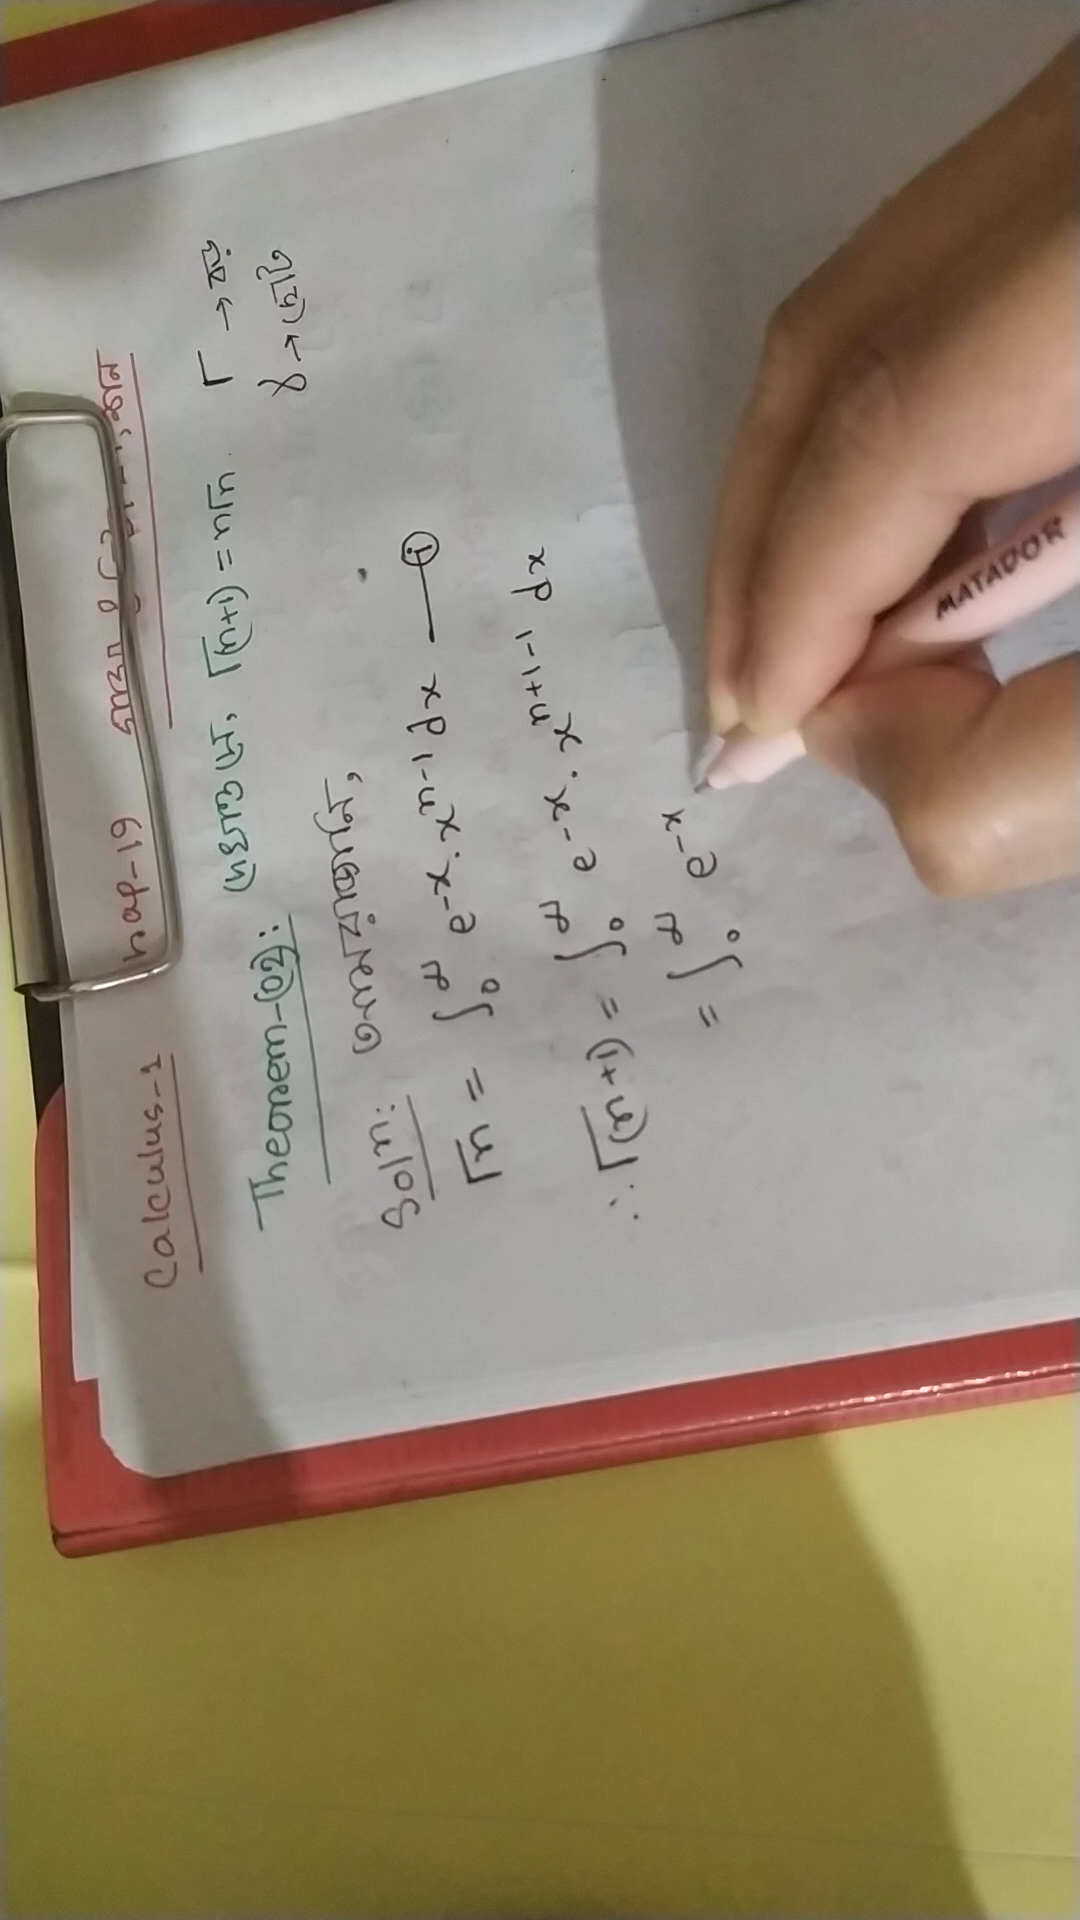 Calculus-1 hap-19
Theorem-(02): দেখাও যে, Γ(n+1) = nΓn Γ → বড়
γ → ছোট
Soln: আমরা জানি,
Γn = ∫₀^∞ e^-x . x^n-1 dx —— (i)
∴ Γ(n+1) = ∫₀^∞ e^-x . x^n+1-1 dx
= ∫₀^∞ e^-x
MATADOR